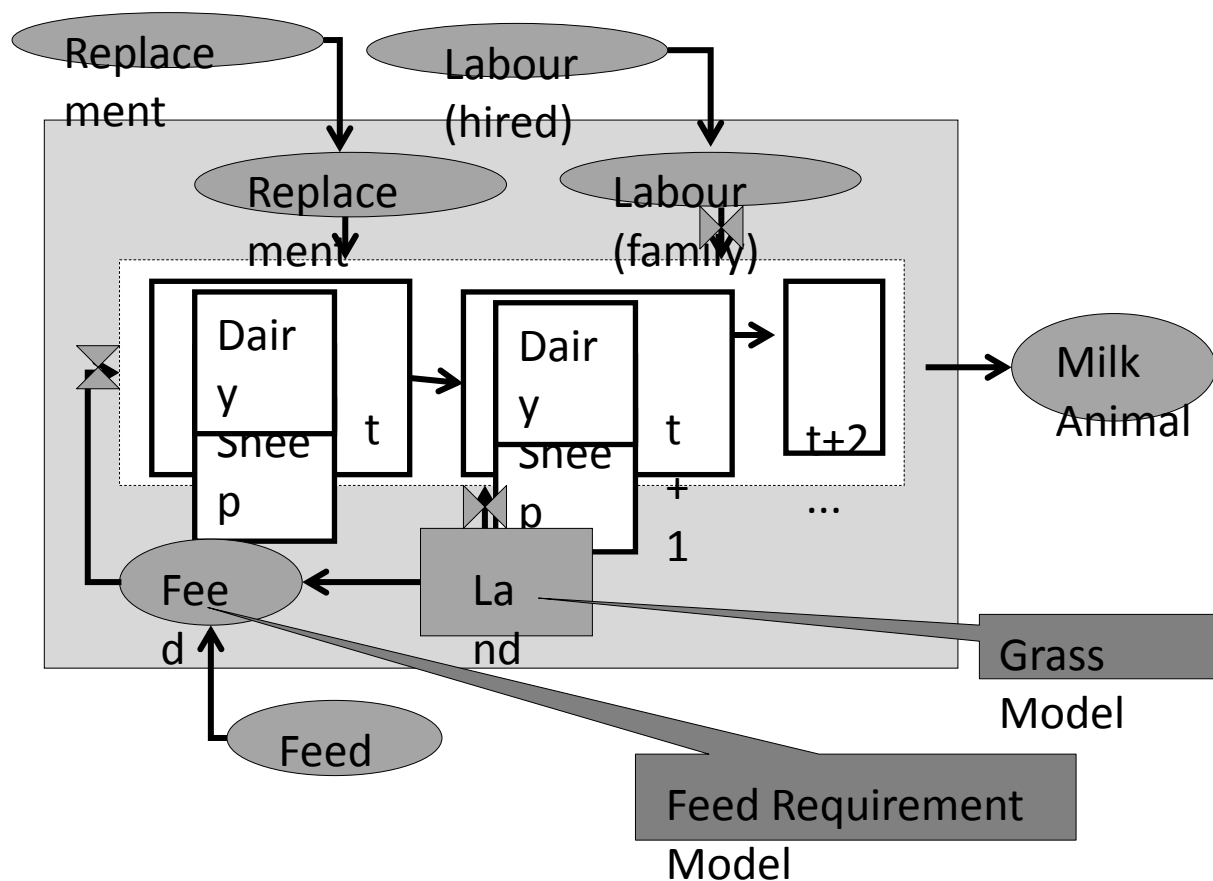 Replace
ment
Labour
(hired)
Replace
ment
Labour
(family)
Dair
y
Shee
p
t
Dair
y
Shee
p
t
+
1
t+2
...
Milk
Animal
Fee
d
La
nd
Grass
Model
Feed
Feed Requirement
Model